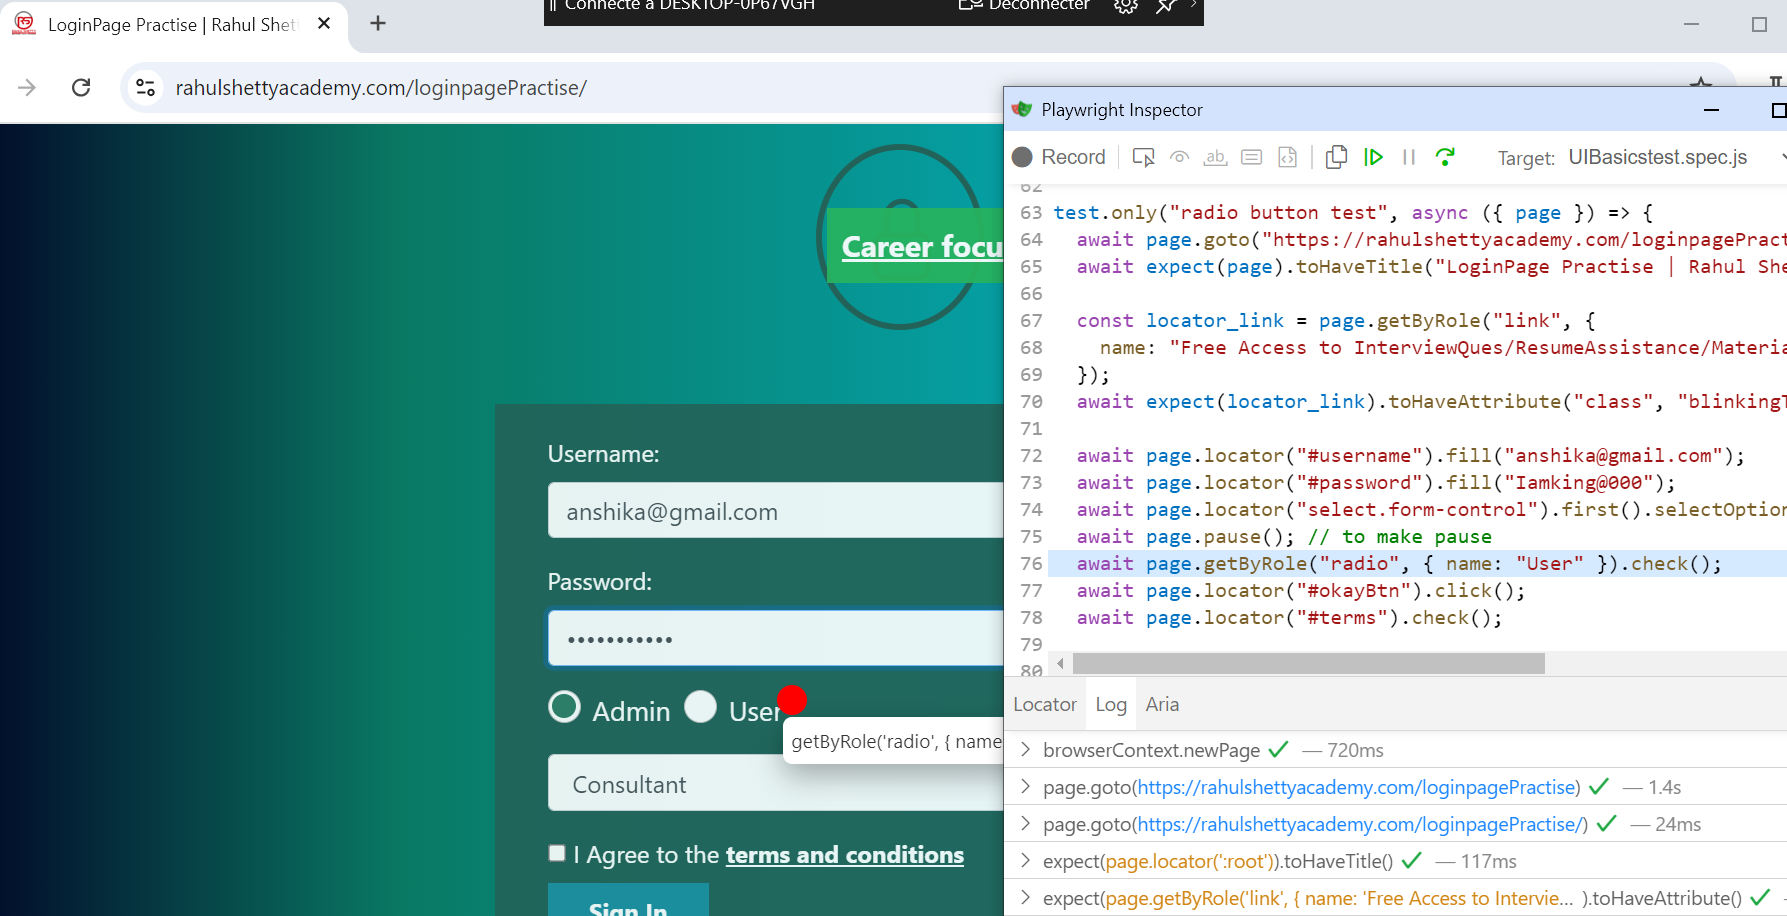 LoginPage Practise | Rahul Shet
Connecté à DESKTOP-0P67VGH
Déconnecter
rahulshettyacademy.com/loginpagePractise/
Career focu
Username:
anshika@gmail.com
Password:
•••••••••••
Admin
User
getByRole('radio', { name
Consultant
I Agree to the terms and conditions
Sign In
Playwright Inspector
Record
Target: UIBasicstest.spec.js
62
63 test.only("radio button test", async ({ page }) => {
64 await page.goto("https://rahulshettyacademy.com/loginpagePract
65 await expect(page).toHaveTitle("LoginPage Practise | Rahul She
66
67 const locator_link = page.getByRole("link", {
68 name: "Free Access to InterviewQues/ResumeAssistance/Materia
69 });
70 await expect(locator_link).toHaveAttribute("class", "blinkingT
71
72 await page.locator("#username").fill("anshika@gmail.com");
73 await page.locator("#password").fill("Iamking@000");
74 await page.locator("select.form-control").first().selectOption
75 await page.pause(); // to make pause
76 await page.getByRole("radio", { name: "User" }).check();
77 await page.locator("#okayBtn").click();
78 await page.locator("#terms").check();
79
80
Locator Log Aria
browserContext.newPage — 720ms
page.goto(https://rahulshettyacademy.com/loginpagePractise) — 1.4s
page.goto(https://rahulshettyacademy.com/loginpagePractise/) — 24ms
expect(page.locator(':root')).toHaveTitle() — 117ms
expect(page.getByRole('link', { name: 'Free Access to Intervie... ).toHaveAttribute()